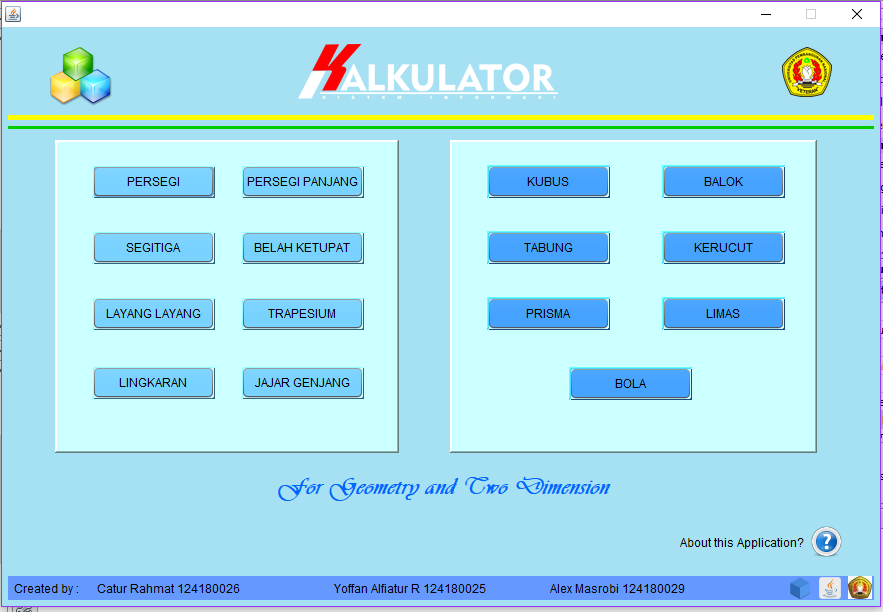 KALKULATOR
SISTEM INFORMASI
PERSEGI
PERSEGI PANJANG
SEGITIGA
BELAH KETUPAT
LAYANG LAYANG
TRAPESIUM
LINGKARAN
JAJAR GENJANG
KUBUS
BALOK
TABUNG
KERUCUT
PRISMA
LIMAS
BOLA
For Geometry and Two Dimension
About this Application?
?
Created by :
Catur Rahmat 124180026
Yoffan Alfiatur R 124180025
Alex Masrobi 124180029